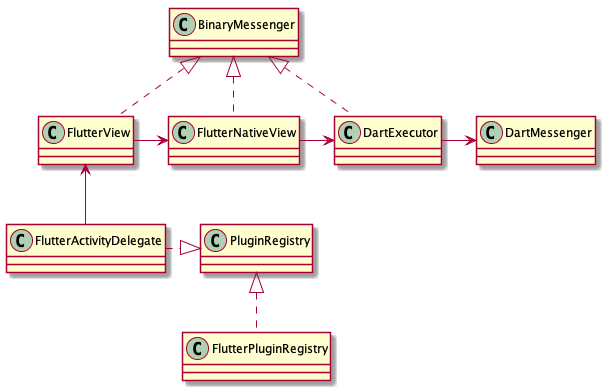 C BinaryMessenger
C FlutterView
C FlutterNativeView
C DartExecutor
C DartMessenger
C FlutterActivityDelegate
C PluginRegistry
C FlutterPluginRegistry